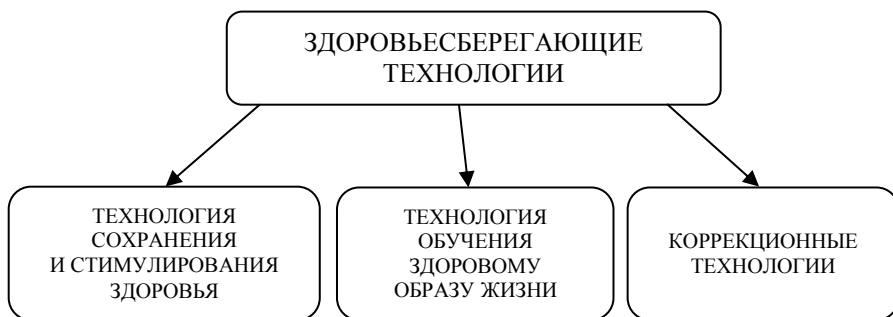 ЗДОРОВЬЕСБЕРЕГАЮЩИЕ
ТЕХНОЛОГИИ
ТЕХНОЛОГИЯ
СОХРАНЕНИЯ
И СТИМУЛИРОВАНИЯ
ЗДОРОВЬЯ
ТЕХНОЛОГИЯ
ОБУЧЕНИЯ
ЗДОРОВОМУ
ОБРАЗУ ЖИЗНИ
КОРРЕКЦИОННЫЕ
ТЕХНОЛОГИИ